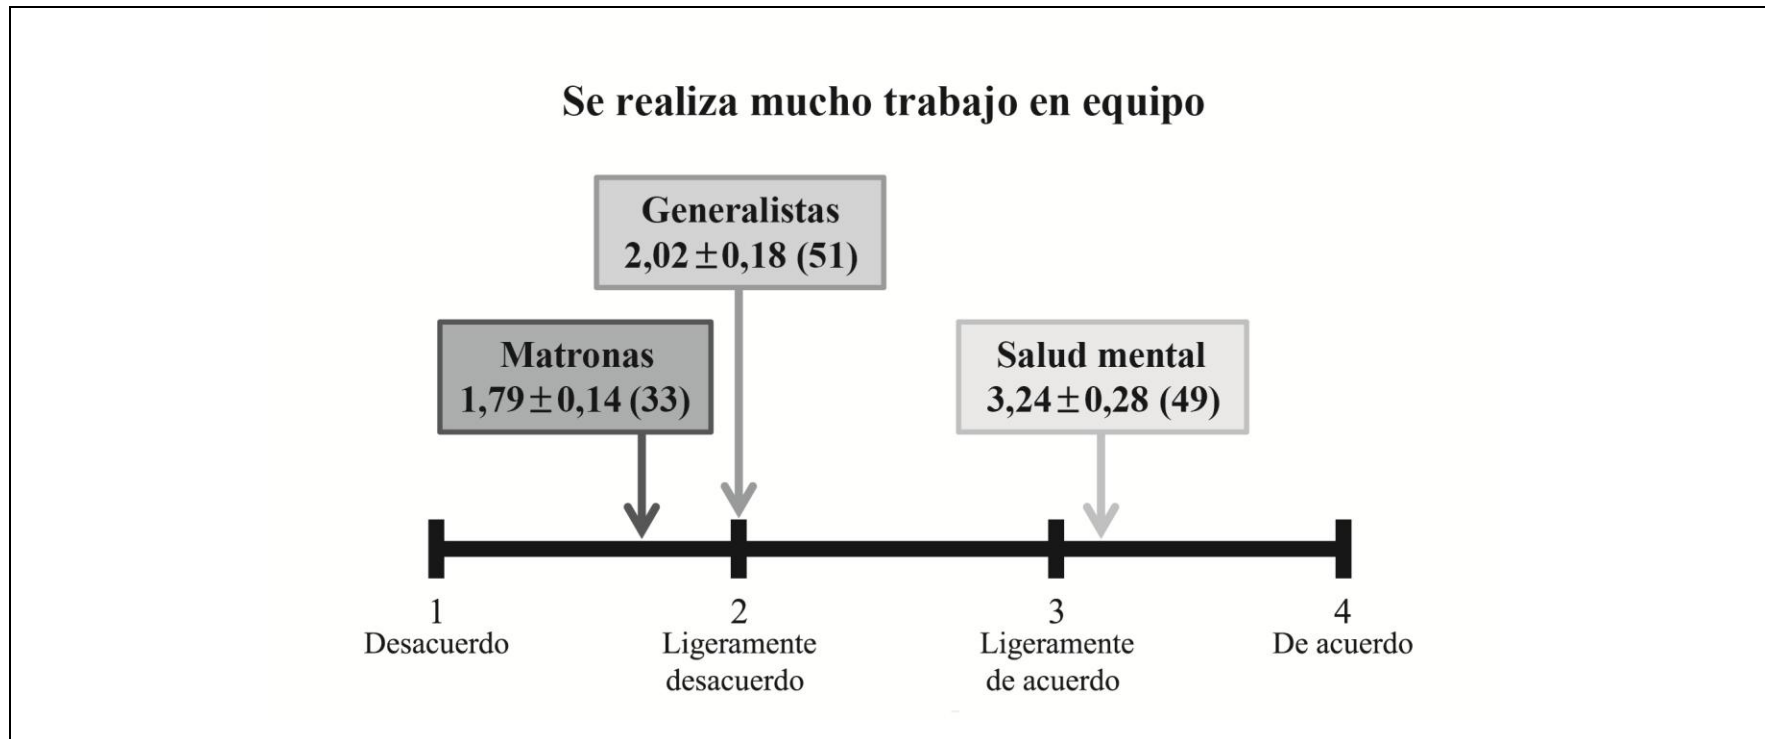 Se realiza mucho trabajo en equipo
Generalistas
2,02±0,18 (51)
Matronas
1,79±0,14 (33)
Salud mental
3,24±0,28 (49)
1
Desacuerdo
2
Ligeramente
desacuerdo
3
Ligeramente
de acuerdo
4
De acuerdo